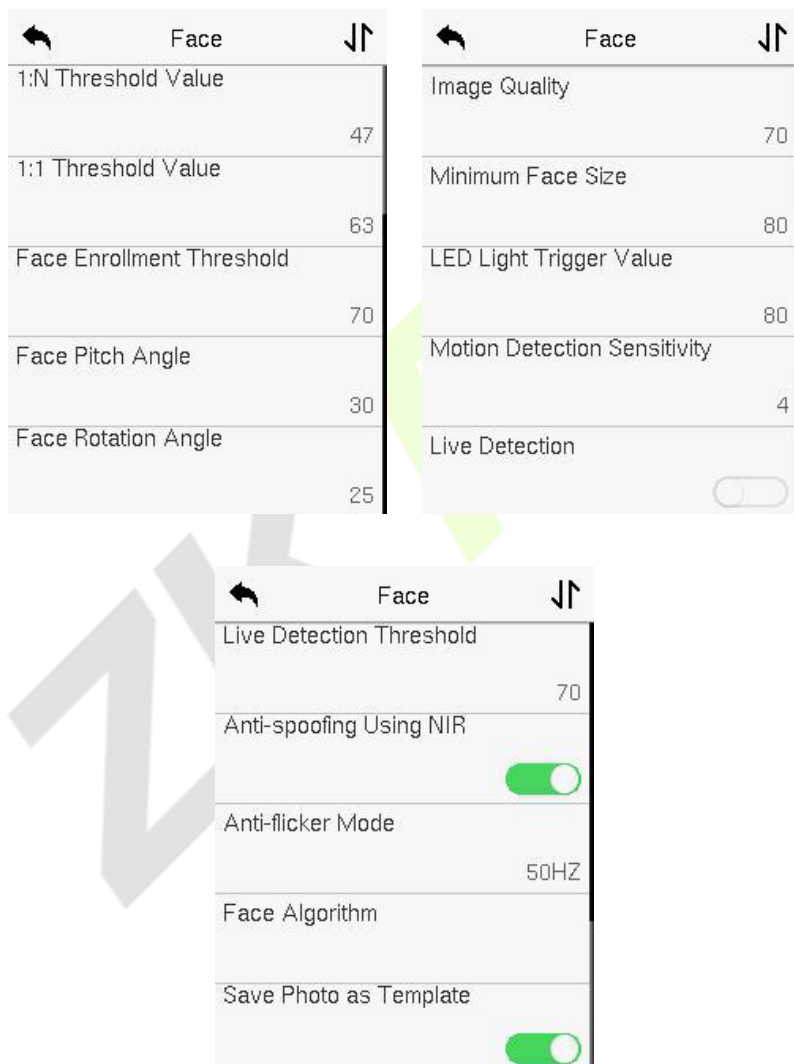 Face
1:N Threshold Value
47
1:1 Threshold Value
63
Face Enrollment Threshold
70
Face Pitch Angle
30
Face Rotation Angle
25
Face
Image Quality
70
Minimum Face Size
80
LED Light Trigger Value
80
Motion Detection Sensitivity
4
Live Detection
Face
Live Detection Threshold
70
Anti-spoofing Using NIR
Anti-flicker Mode
50HZ
Face Algorithm
Save Photo as Template